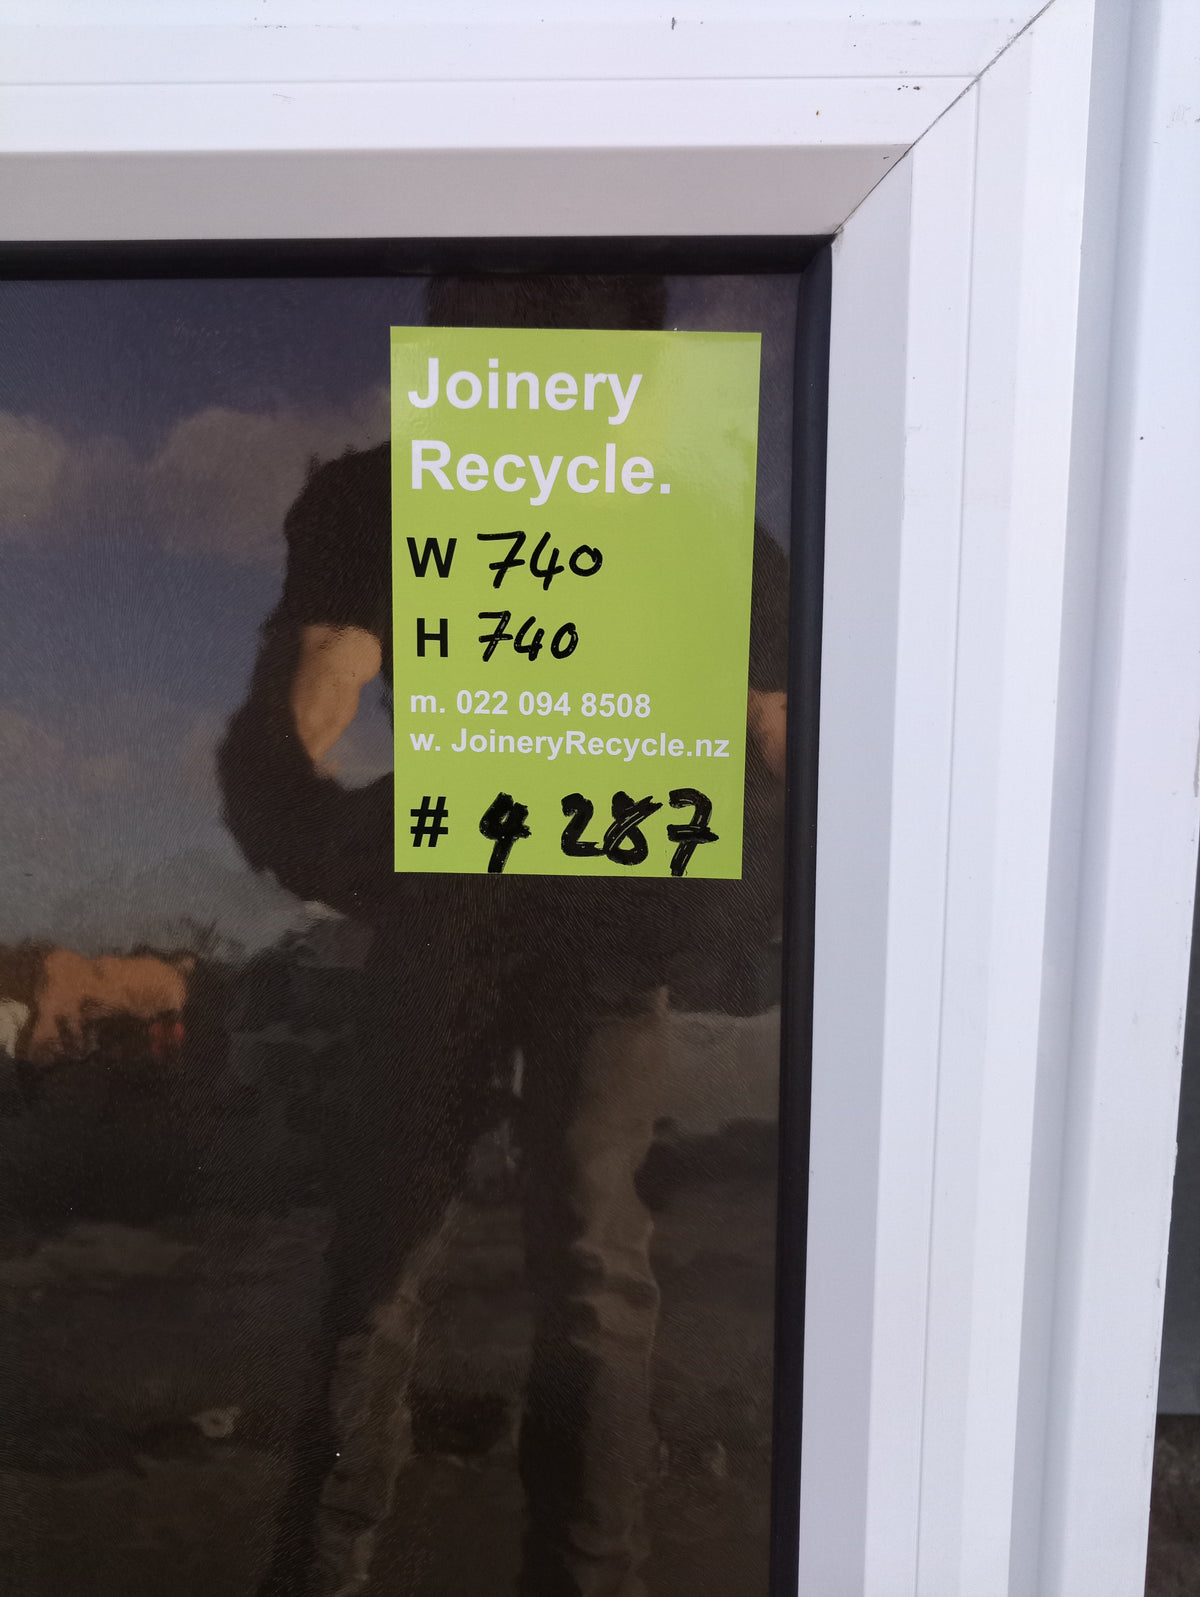 Joinery
Recycle.
W 740
H 740
m. 022 094 8508
w. JoineryRecycle.nz
# 4287